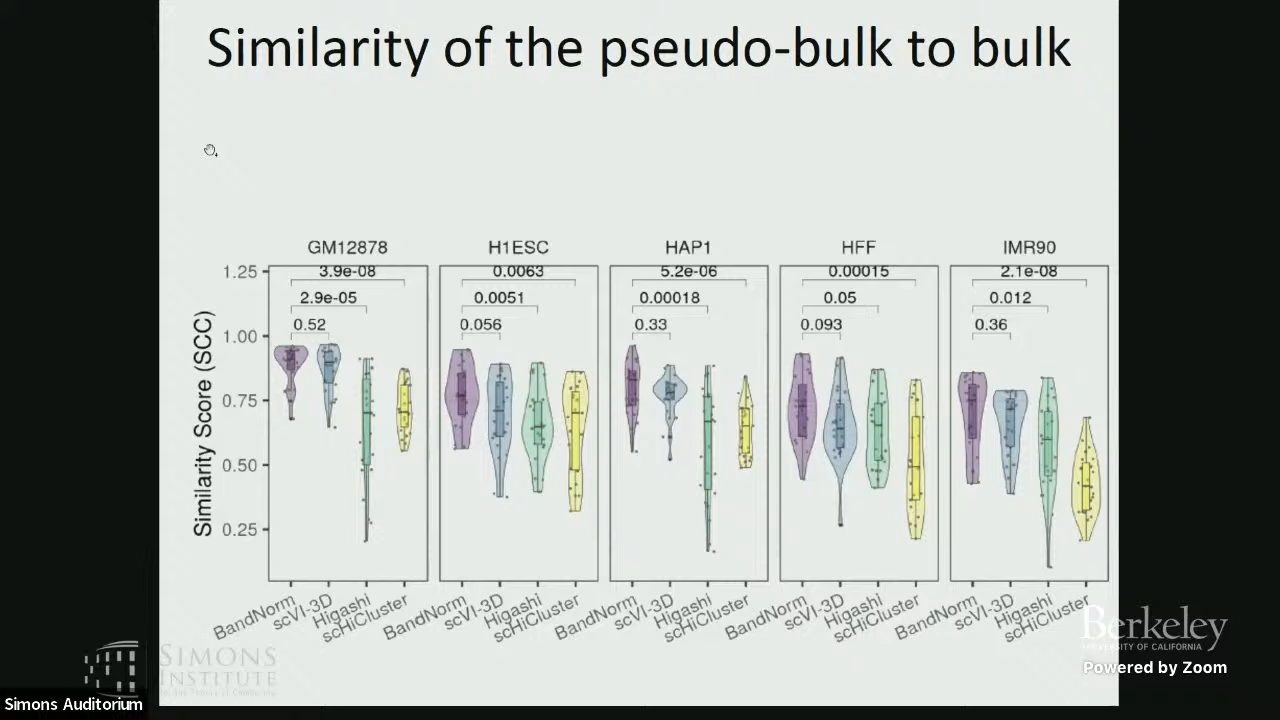 Similarity of the pseudo-bulk to bulk
GM12878 H1ESC HAP1 HFF IMR90
1.25 3.9e-08 0.0063 5.2e-06 0.00015 2.1e-08
2.9e-05 0.0051 0.00018 0.05 0.012
1.00 0.52 0.056 0.33 0.093 0.36
0.75
0.50
0.25
Similarity Score (SCC)
BandNorm scVI-3D Higashi scHiCluster BandNorm scVI-3D Higashi scHiCluster BandNorm scVI-3D Higashi scHiCluster BandNorm scVI-3D Higashi scHiCluster BandNorm scVI-3D Higashi scHiCluster
SIMONS
INSTITUTE
Berkeley
UNIVERSITY OF CALIFORNIA
Powered by Zoom
Simons Auditorium